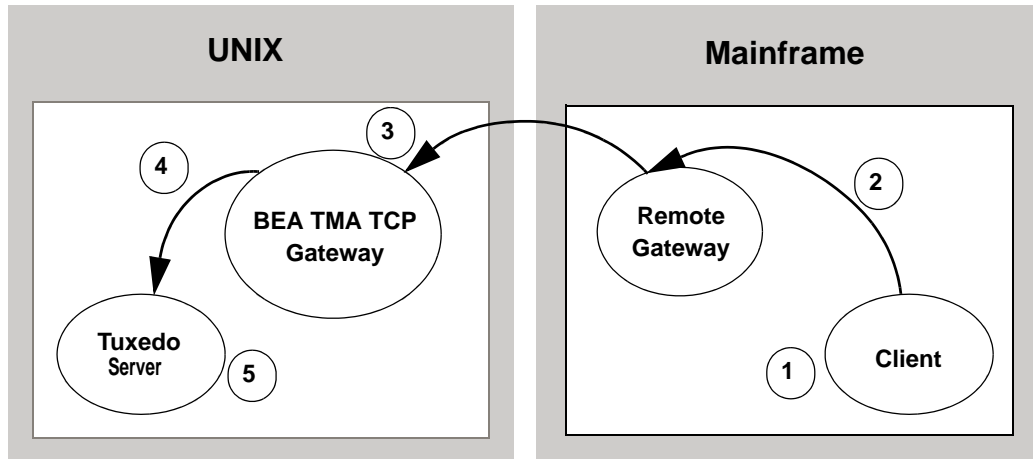 UNIX
3
4
BEA TMA TCP
Gateway
Tuxedo
Server
5
Mainframe
2
Remote
Gateway
1
Client